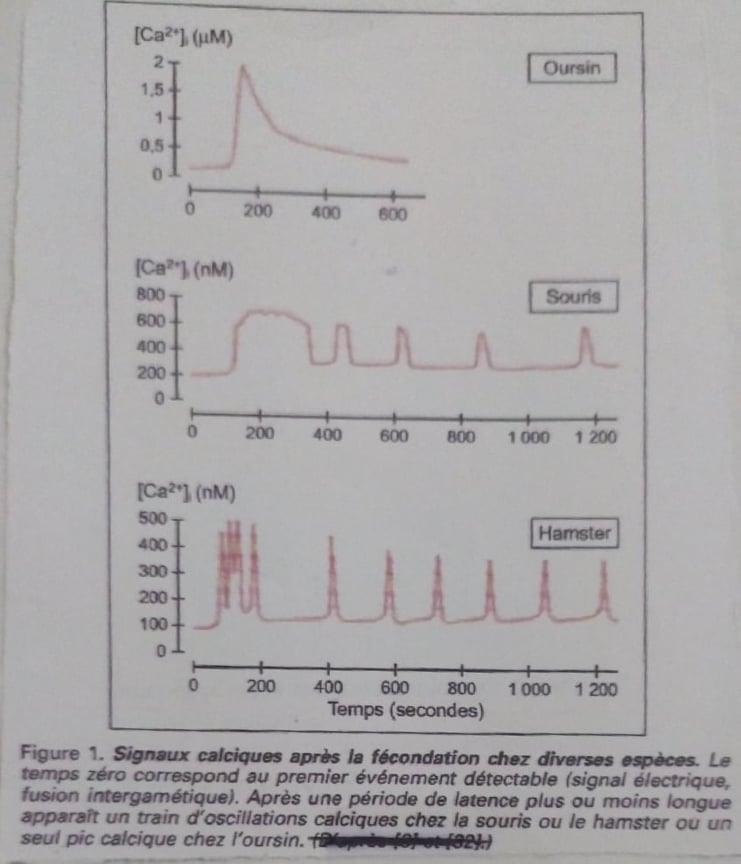 [Ca²⁺]ᵢ (µM)
Oursin
2
1,5
1
0,5
0
0 200 400 600
[Ca²⁺]ᵢ (nM)
Souris
800
600
400
200
0
0 200 400 600 800 1 000 1 200
[Ca²⁺]ᵢ (nM)
Hamster
500
400
300
200
100
0
0 200 400 600 800 1 000 1 200
Temps (secondes)
Figure 1. Signaux calciques après la fécondation chez diverses espèces. Le
temps zéro correspond au premier événement détectable (signal électrique,
fusion intergamétique). Après une période de latence plus ou moins longue
apparaît un train d'oscillations calciques chez la souris ou le hamster ou un
seul pic calcique chez l'oursin. (D'après [8] et [32].)